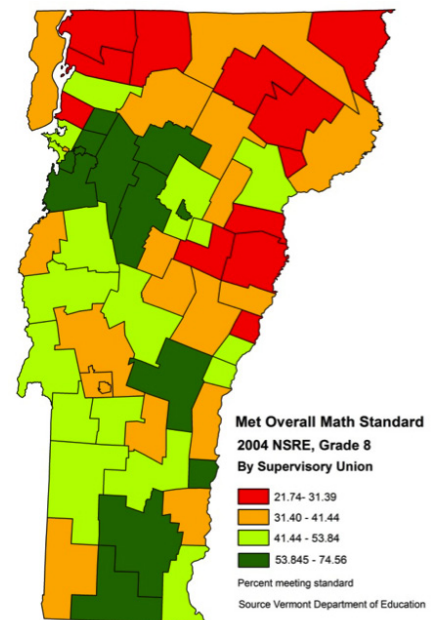 Met Overall Math Standard
2004 NSRE, Grade 8
By Supervisory Union
21.74- 31.39
31.40 - 41.44
41.44 - 53.84
53.845 - 74.56
Percent meeting standard
Source Vermont Department of Education